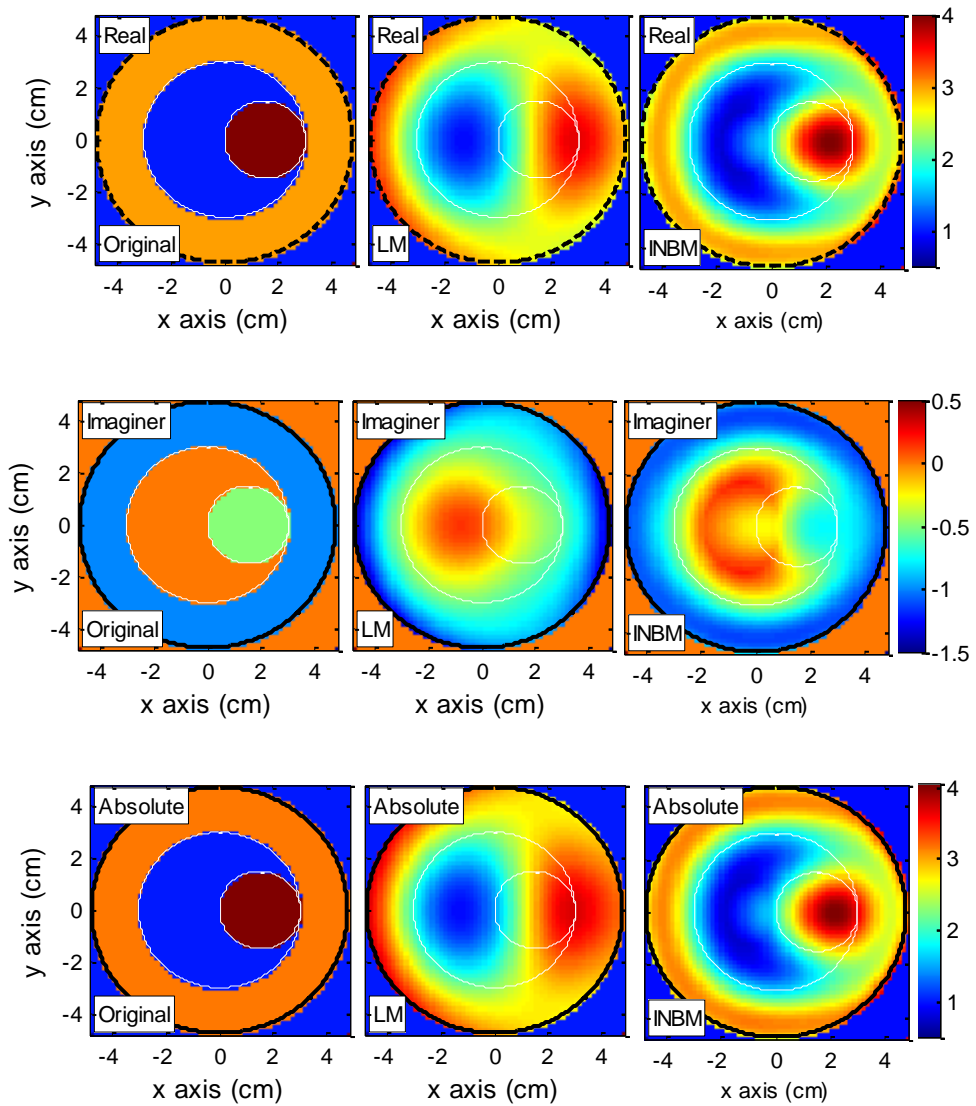 Real
Real
Real
4
4
2
0
-2
-4
y axis (cm)
3
2
1
Original
LM
INBM
-4 -2 0 2 4
-4 -2 0 2 4
-4 -2 0 2 4
x axis (cm)
x axis (cm)
x axis (cm)
Imaginer
Imaginer
Imaginer
4
2
0
-2
-4
y axis (cm)
0.5
0
-0.5
-1
-1.5
Original
LM
INBM
-4 -2 0 2 4
-4 -2 0 2 4
-4 -2 0 2 4
x axis (cm)
x axis (cm)
x axis (cm)
Absolute
Absolute
Absolute
4
2
0
-2
-4
y axis (cm)
4
3
2
1
Original
LM
INBM
-4 -2 0 2 4
-4 -2 0 2 4
-4 -2 0 2 4
x axis (cm)
x axis (cm)
x axis (cm)